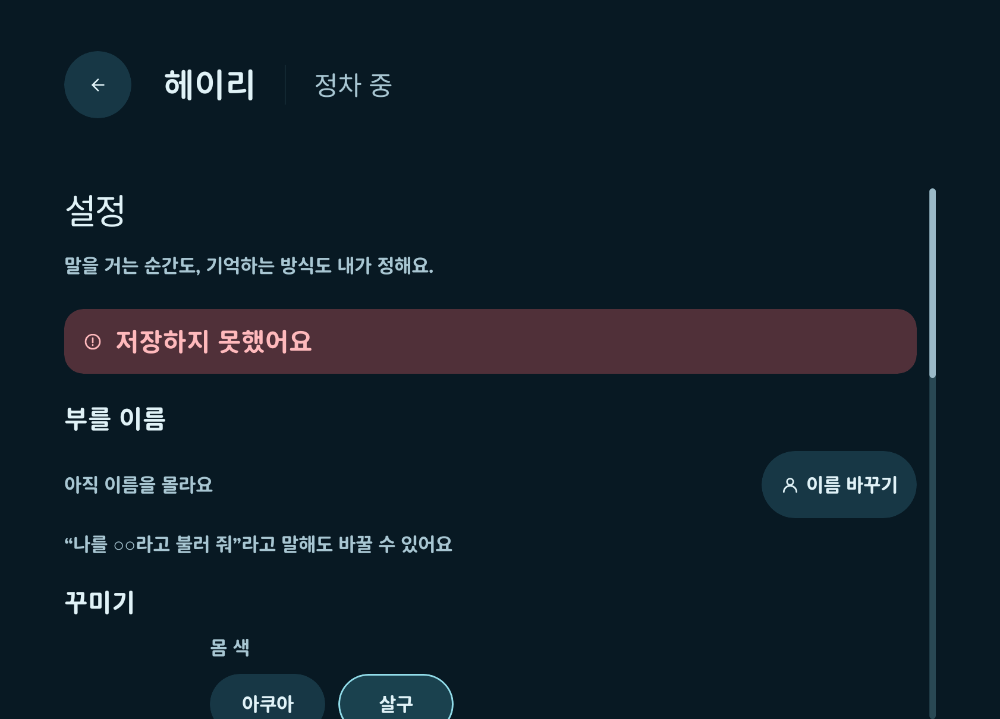 헤이리
정차 중
설정
말을 거는 순간도, 기억하는 방식도 내가 정해요.
저장하지 못했어요
부를 이름
아직 이름을 몰라요
이름 바꾸기
“나를 ○○라고 불러 줘”라고 말해도 바꿀 수 있어요
꾸미기
몸 색
아쿠아
살구